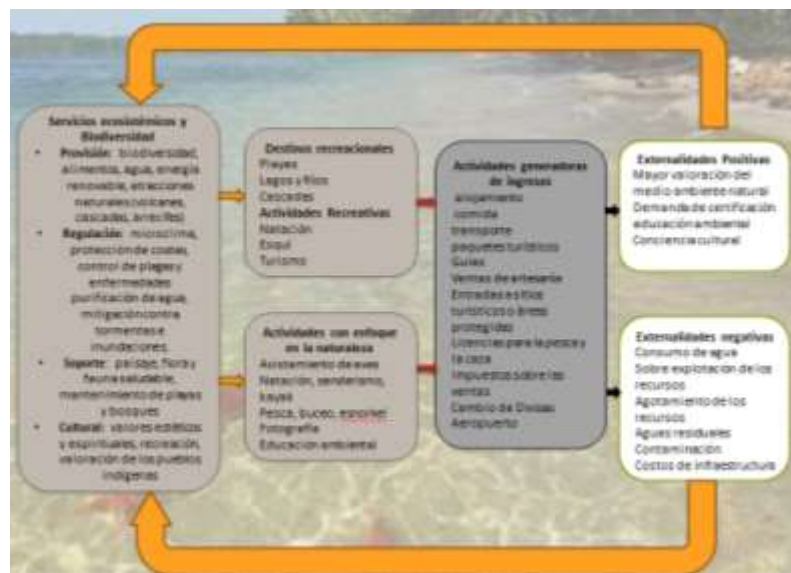 Servicios ecosistémicos y
Biodiversidad
• Provisión: biodiversidad,
alimentos, agua, energía
renovable, atracciones
naturales (volcanes,
cascadas, arrecifes)
• Regulación: microclima,
protección de costas,
control de plagas y
enfermedades
purificación de agua,
mitigación contra
tormentas e
inundaciones.
• Soporte: paisaje, flora y
fauna saludable,
mantenimiento de playas
y bosques
• Cultural: valores estéticos
y espirituales, recreación,
valoración de los pueblos
indígenas
Destinos recreacionales
Playas
Lagos y Ríos
Cascadas
Actividades Recreativas
Natación
Esquí
Turismo
Actividades con enfoque
en la naturaleza
Avistamiento de aves
Natación, senderismo,
kayak
Pesca, buceo, esnorkel
Fotografía
Educación ambiental
Actividades generadoras
de ingresos
alojamiento
comida
transporte
paquetes turísticos
Guías
Ventas de artesanía
Entradas a sitios
turísticos o áreas
protegidas
Licencias para la pesca y
la caza
Impuestos sobre las
ventas
Cambio de Divisas
Aeropuerto
Externalidades Positivas
Mayor valoración del
medio ambiente natural
Demanda de certificación
educación ambiental
Conciencia cultural
Externalidades negativas
Consumo de agua
Sobre explotación de los
recursos
Agotamiento de los
recursos
Aguas residuales
Contaminación
Costos de infraestructura